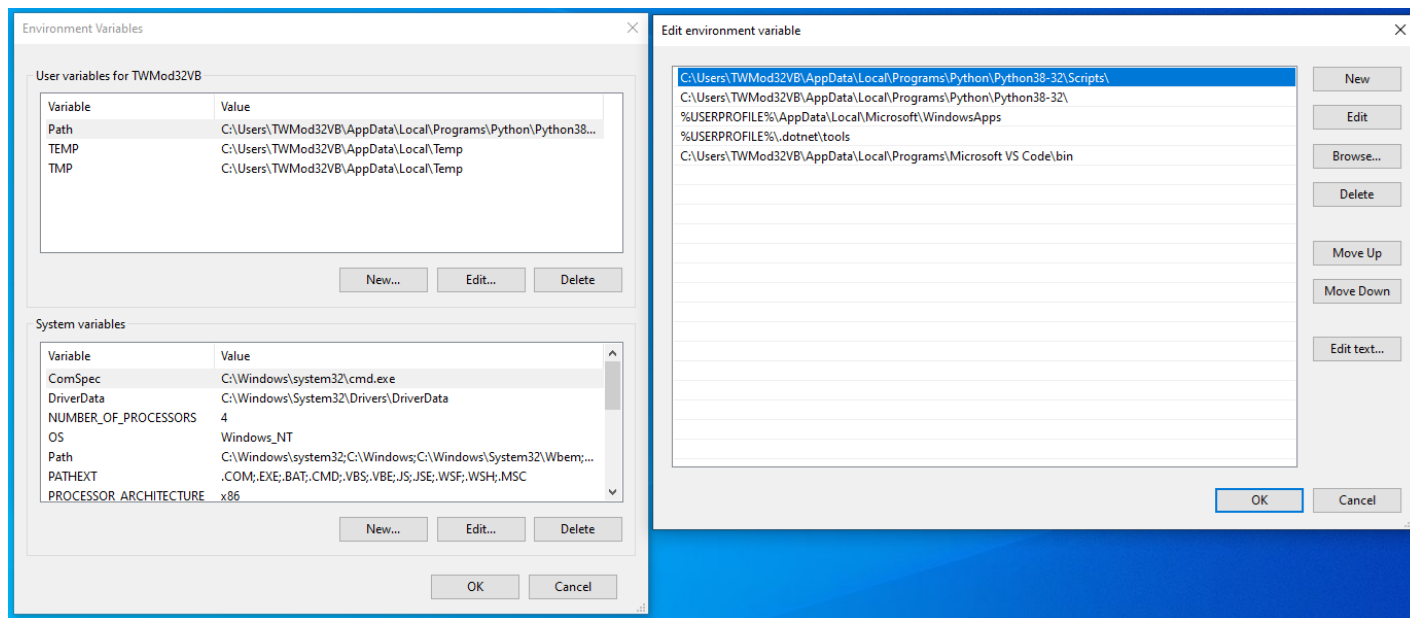 Environment Variables
User variables for TWMod32VB
Variable Value
Path C:\Users\TWMod32VB\AppData\Local\Programs\Python\Python38...
TEMP C:\Users\TWMod32VB\AppData\Local\Temp
TMP C:\Users\TWMod32VB\AppData\Local\Temp
New... Edit... Delete
System variables
Variable Value
ComSpec C:\Windows\system32\cmd.exe
DriverData C:\Windows\System32\Drivers\DriverData
NUMBER_OF_PROCESSORS 4
OS Windows_NT
Path C:\Windows\system32;C:\Windows;C:\Windows\System32\Wbem;...
PATHEXT .COM;.EXE;.BAT;.CMD;.VBS;.VBE;.JS;.JSE;.WSF;.WSH;.MSC
PROCESSOR_ARCHITECTURE x86
New... Edit... Delete
OK Cancel
Edit environment variable
C:\Users\TWMod32VB\AppData\Local\Programs\Python\Python38-32\Scripts\
C:\Users\TWMod32VB\AppData\Local\Programs\Python\Python38-32\
%USERPROFILE%\AppData\Local\Microsoft\WindowsApps
%USERPROFILE%\.dotnet\tools
C:\Users\TWMod32VB\AppData\Local\Programs\Microsoft VS Code\bin
New
Edit
Browse...
Delete
Move Up
Move Down
Edit text...
OK Cancel